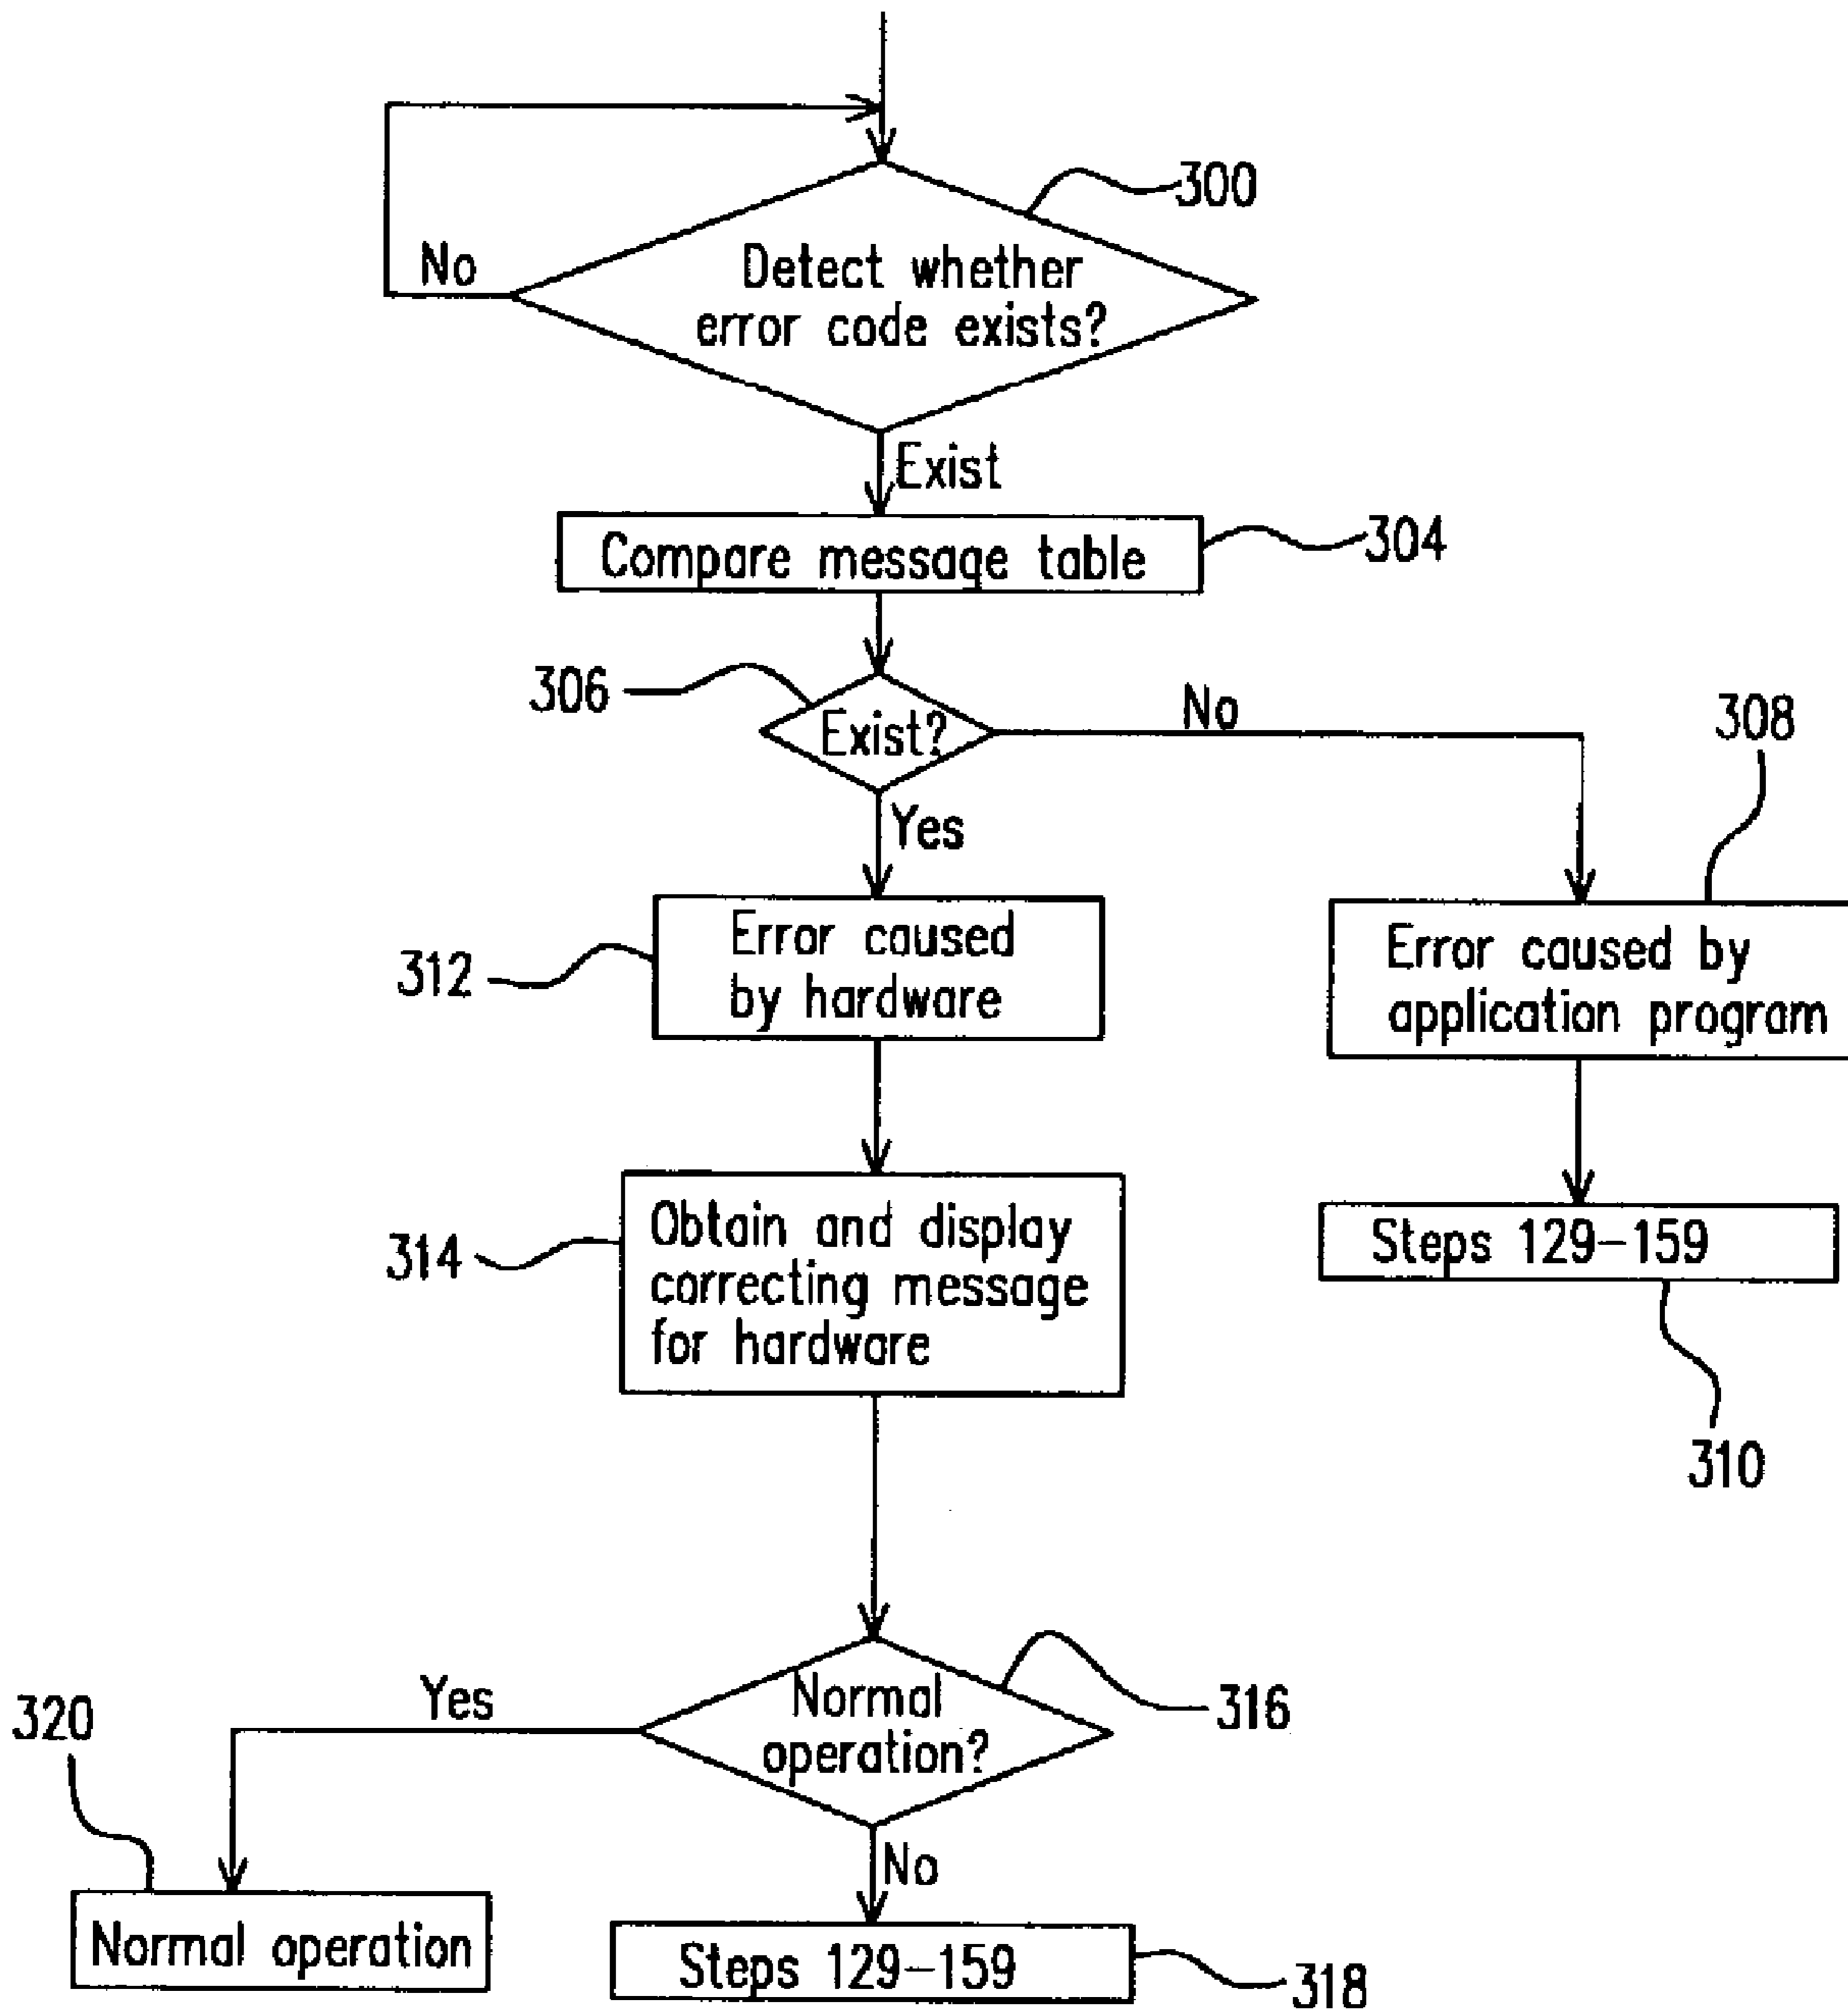 300
No
Detect whether
error code exists?
Exist
Compare message table
304
306
Exist?
No
308
Yes
312
Error caused
by hardware
Error caused by
application program
314
Obtain and display
correcting message
for hardware
Steps 129-159
310
320
Yes
Normal
operation?
316
No
Normal operation
Steps 129-159
318